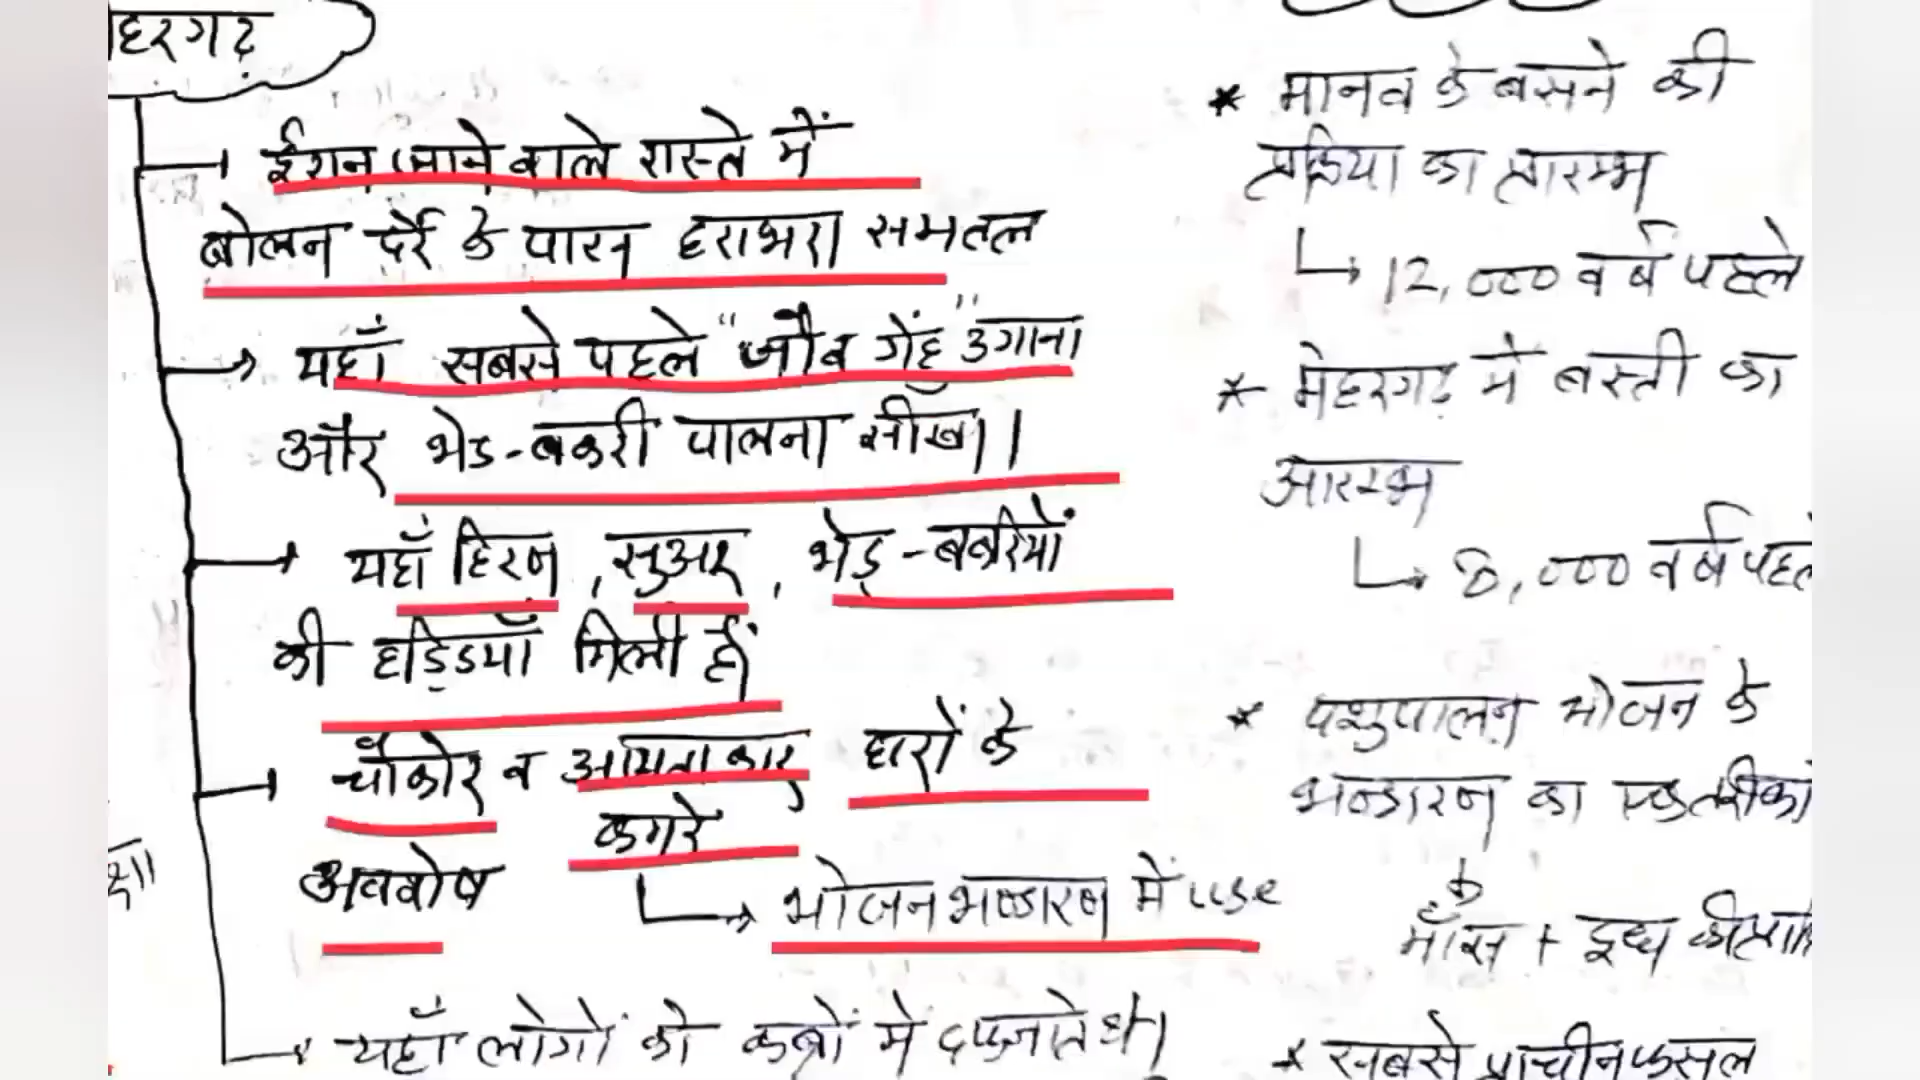 मेहरगढ़
ईरान जाने वाले रास्ते में
बोलन दर्रे के पास हराभरा समतल
यहाँ सबसे पहले "जौ व गेंहू" उगाना
और भेड-बकरी पालना सीखा।
यहाँ हिरण, सुअर, भेड़-बकरियों
की हड्डियाँ मिली हैं
चौकोर व आयताकार घरों के
कमरे
अवशेष
भोजन भण्डारण में use
यहाँ लोगों को कब्रों में दफनाते थे।
* मानव के बसने की
प्रक्रिया का प्रारम्भ
12,000 वर्ष पहले
* मेहरगढ़ में बस्ती का
आरम्भ
8,000 वर्ष पहले
* पशुपालन भोजन के
भण्डारण का एक तरीका
माँस + दूध की
* सबसे प्राचीन फसल